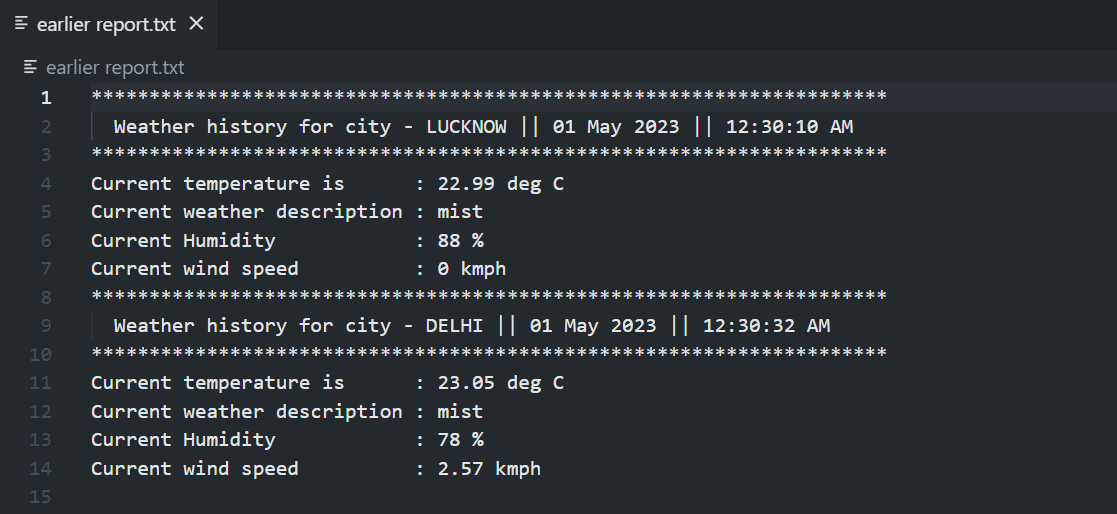 earlier report.txt
earlier report.txt
1 *********************************************************************
2   Weather history for city - LUCKNOW || 01 May 2023 || 12:30:10 AM
3 *********************************************************************
4 Current temperature is      : 22.99 deg C
5 Current weather description : mist
6 Current Humidity            : 88 %
7 Current wind speed          : 0 kmph
8 *********************************************************************
9   Weather history for city - DELHI || 01 May 2023 || 12:30:32 AM
10 *********************************************************************
11 Current temperature is      : 23.05 deg C
12 Current weather description : mist
13 Current Humidity            : 78 %
14 Current wind speed          : 2.57 kmph
15